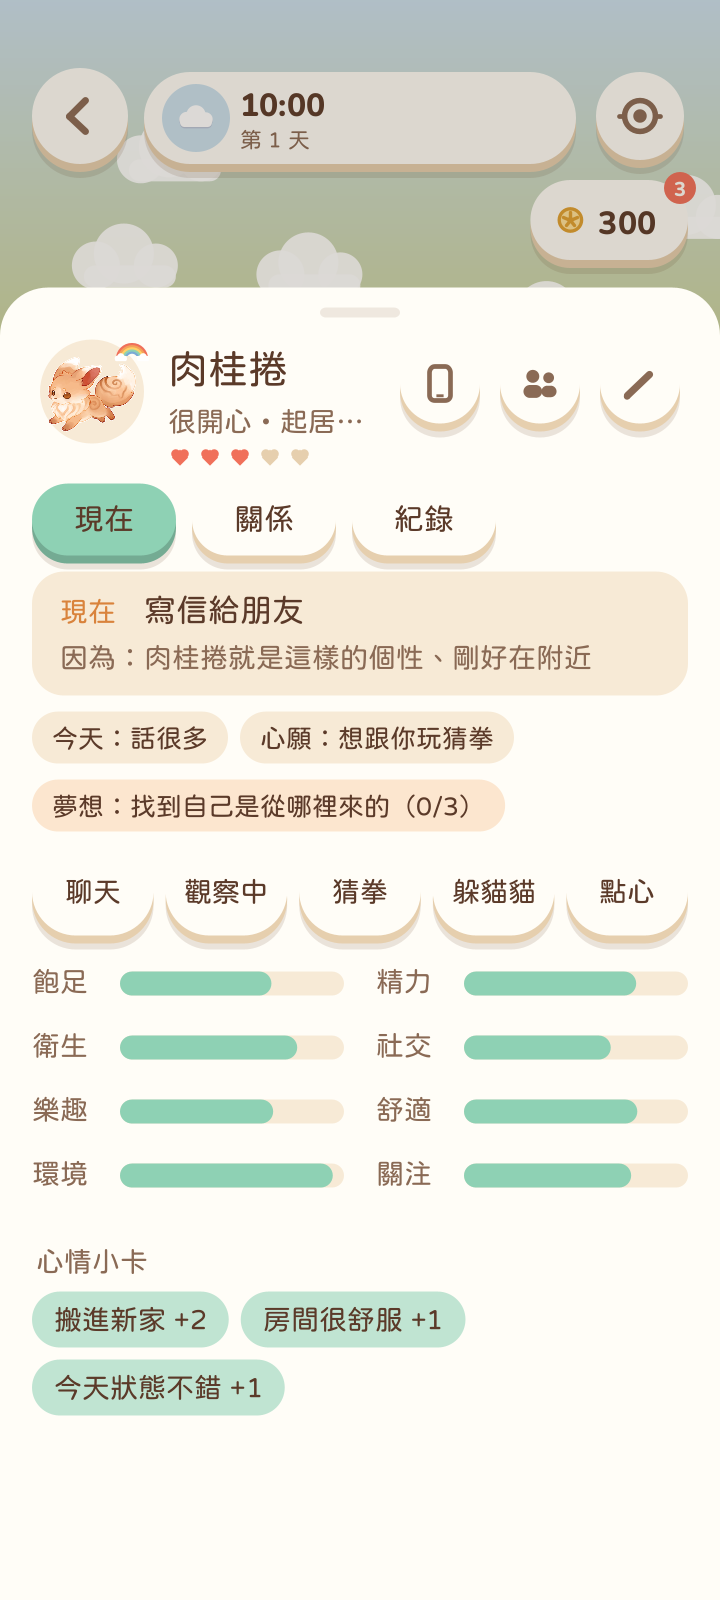 10:00
第 1 天
3
300
肉桂捲
很開心・起居…
現在 關係 紀錄
現在 寫信給朋友
因為：肉桂捲就是這樣的個性、剛好在附近
今天：話很多 心願：想跟你玩猜拳
夢想：找到自己是從哪裡來的（0/3）
聊天 觀察中 猜拳 躲貓貓 點心
飽足 精力
衛生 社交
樂趣 舒適
環境 關注
心情小卡
搬進新家 +2 房間很舒服 +1
今天狀態不錯 +1